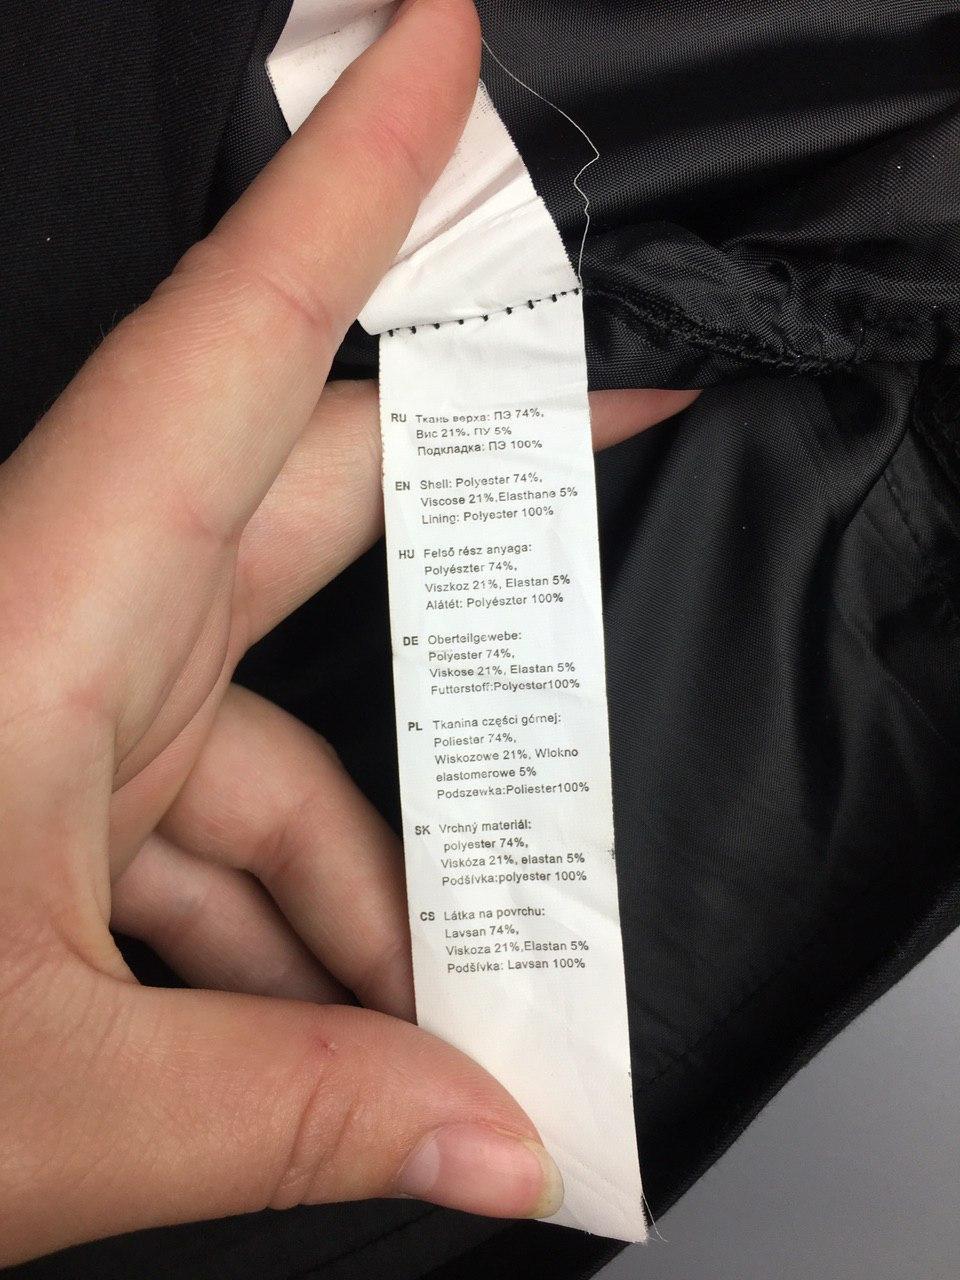 RU Ткань верха: ПЭ 74%,
Вис 21%, ПУ 5%
Подкладка: ПЭ 100%
EN Shell: Polyester 74%,
Viscose 21%,Elasthane 5%
Lining: Polyester 100%
HU Felső rész anyaga:
Polyészter 74%,
Viszkoz 21%, Elastan 5%
Alátét: Polyészter 100%
DE Oberteilgewebe:
Polyester 74%,
Viskose 21%, Elastan 5%
Futterstoff:Polyester100%
PL Tkanina części górnej:
Poliester 74%,
Wiskozowe 21%, Wlokno
elastomerowe 5%
Podszewka:Poliester100%
SK Vrchný materiál:
polyester 74%,
Viskóza 21%, elastan 5%
Podšívka:polyester 100%
CS Látka na povrchu:
Lavsan 74%,
Viskoza 21%,Elastan 5%
Podšívka: Lavsan 100%